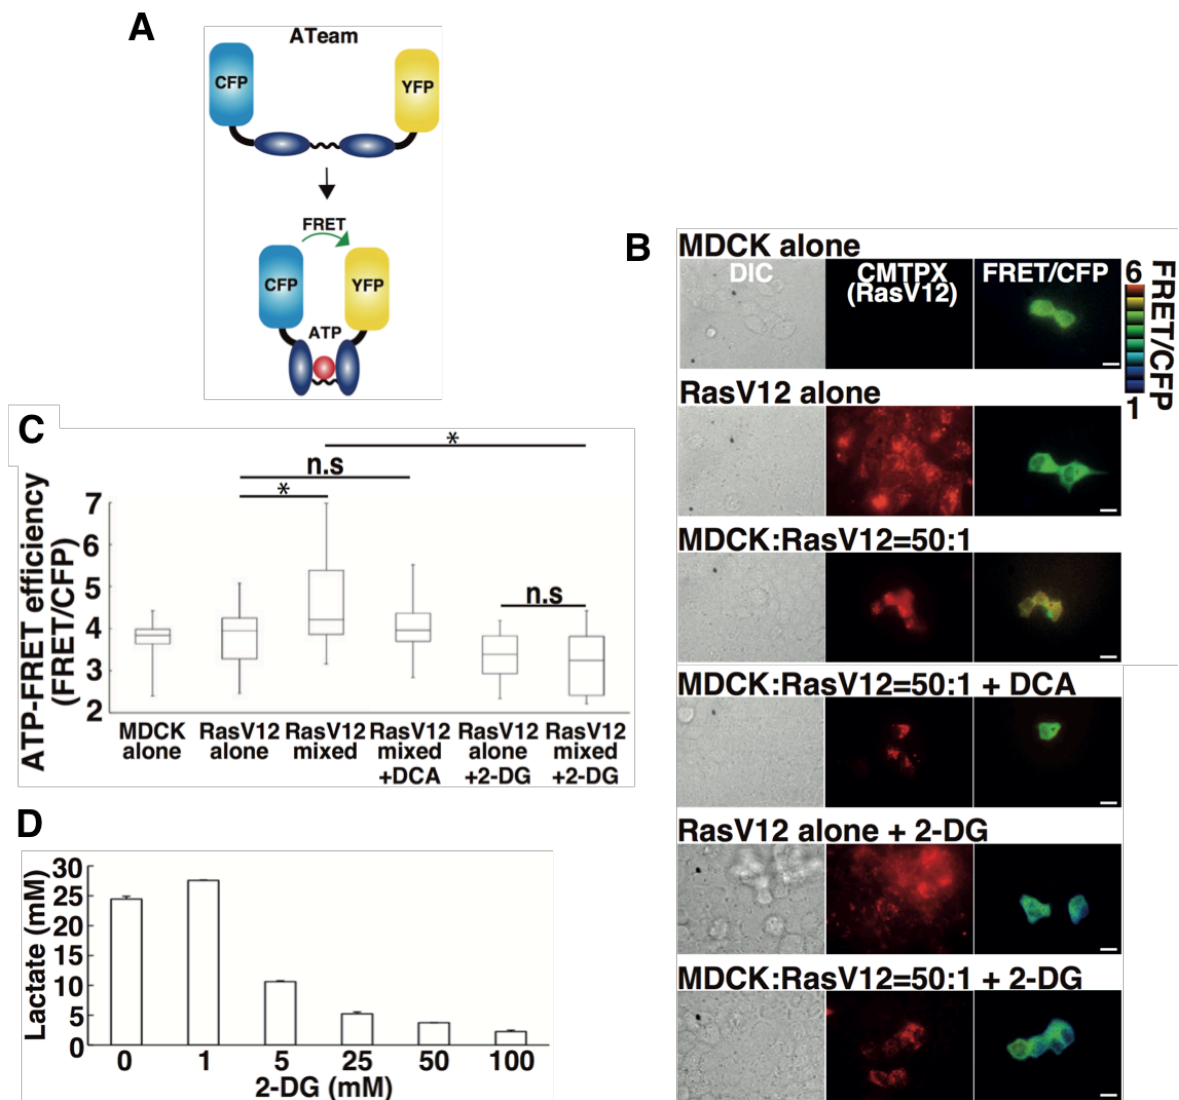 A
ATeam
CFP
YFP
FRET
CFP
YFP
ATP
B
MDCK alone
DIC
CMTPX
(RasV12)
FRET/CFP
6
FRET/CFP
1
RasV12 alone
MDCK:RasV12=50:1
MDCK:RasV12=50:1 + DCA
RasV12 alone + 2-DG
MDCK:RasV12=50:1 + 2-DG
C
ATP-FRET efficiency
(FRET/CFP)
7
6
5
4
3
2
*
n.s
*
n.s
MDCK
alone
RasV12
alone
RasV12
mixed
RasV12
mixed
+DCA
RasV12
alone
+2-DG
RasV12
mixed
+2-DG
D
Lactate (mM)
30
25
20
15
10
5
0
0 1 5 25 50 100
2-DG (mM)